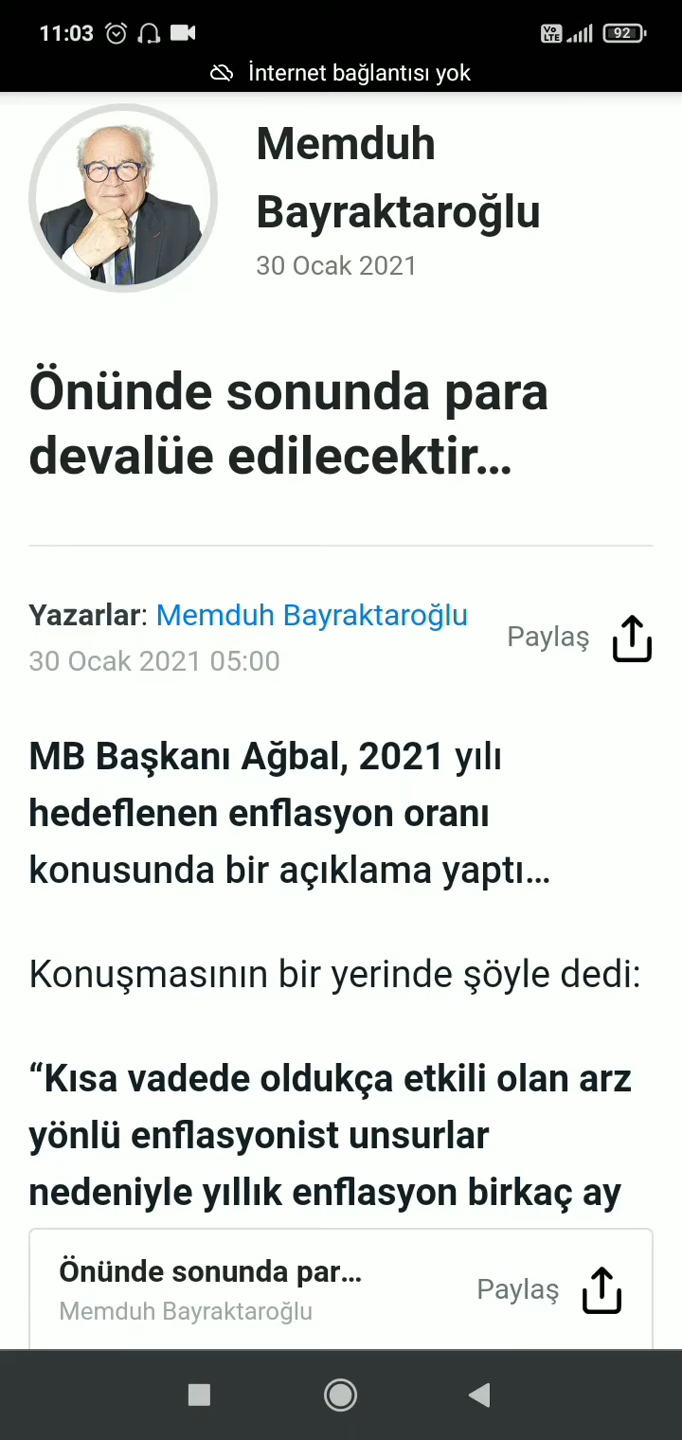 11:03
VoLTE
92
İnternet bağlantısı yok
Memduh
Bayraktaroğlu
30 Ocak 2021
Önünde sonunda para
devalüe edilecektir...
Yazarlar: Memduh Bayraktaroğlu
30 Ocak 2021 05:00
Paylaş
MB Başkanı Ağbal, 2021 yılı
hedeflenen enflasyon oranı
konusunda bir açıklama yaptı...
Konuşmasının bir yerinde şöyle dedi:
“Kısa vadede oldukça etkili olan arz
yönlü enflasyonist unsurlar
nedeniyle yıllık enflasyon birkaç ay
Önünde sonunda par...
Memduh Bayraktaroğlu
Paylaş